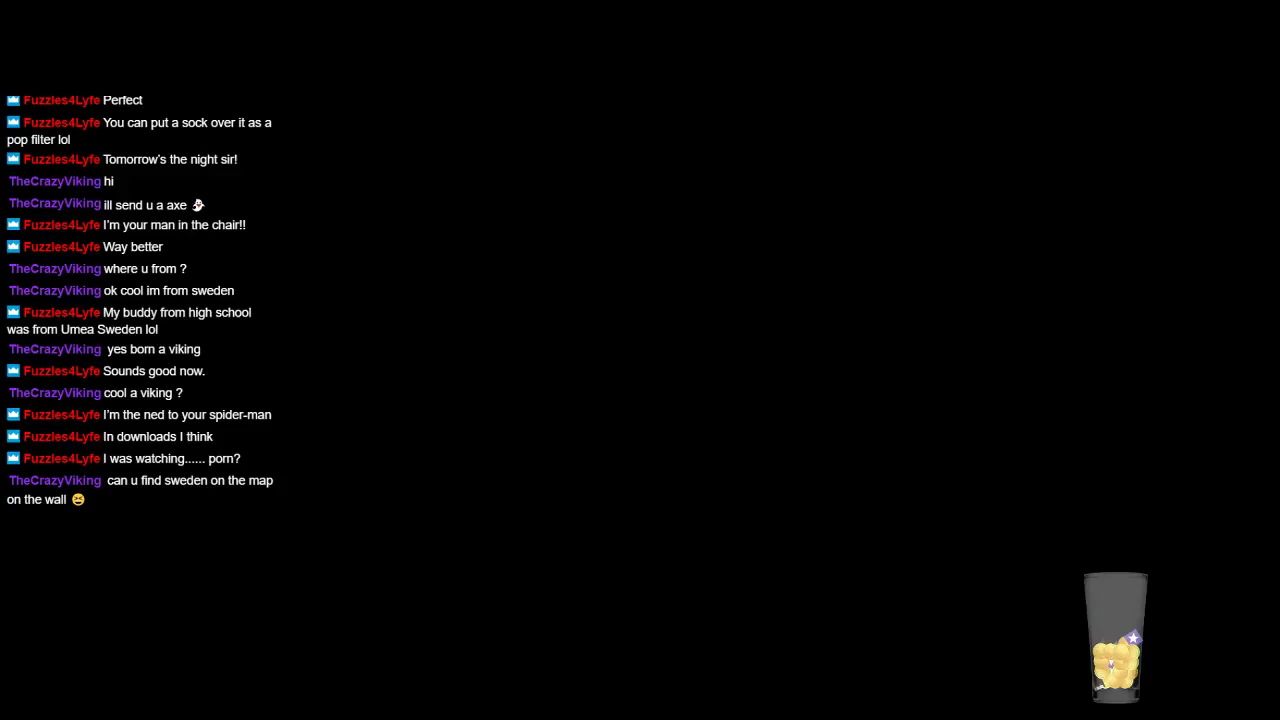 Fuzzles4Lyfe Perfect
Fuzzles4Lyfe You can put a sock over it as a
pop filter lol
Fuzzles4Lyfe Tomorrow's the night sir!
TheCrazyViking hi
TheCrazyViking ill send u a axe 👻
Fuzzles4Lyfe I'm your man in the chair!!
Fuzzles4Lyfe Way better
TheCrazyViking where u from ?
TheCrazyViking ok cool im from sweden
Fuzzles4Lyfe My buddy from high school
was from Umea Sweden lol
TheCrazyViking yes born a viking
Fuzzles4Lyfe Sounds good now.
TheCrazyViking cool a viking ?
Fuzzles4Lyfe I'm the ned to your spider-man
Fuzzles4Lyfe In downloads I think
Fuzzles4Lyfe I was watching...... porn?
TheCrazyViking can u find sweden on the map
on the wall 😆